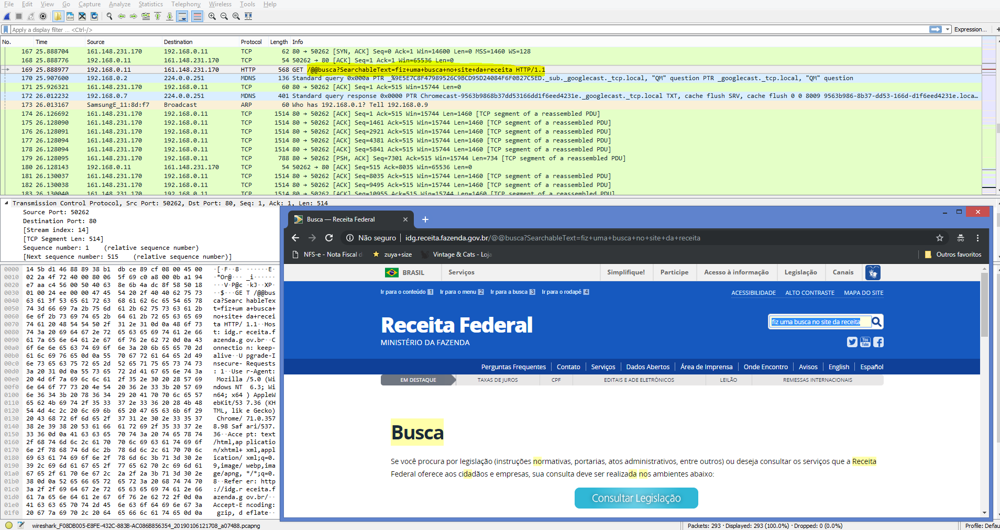 File Edit View Go Capture Analyze Statistics Telephony Wireless Tools Help
Apply a display filter ... <Ctrl-/>
Expression... +
No. Time Source Destination Protocol Length Info
167 25.888704 161.148.231.170 192.168.0.11 TCP 62 80 → 50262 [SYN, ACK] Seq=0 Ack=1 Win=14600 Len=0 MSS=1460 WS=128
168 25.888776 192.168.0.11 161.148.231.170 TCP 54 50262 → 80 [ACK] Seq=1 Ack=1 Win=65536 Len=0
169 25.888977 192.168.0.11 161.148.231.170 HTTP 568 GET /@@busca?SearchableText=fiz+uma+busca+no+site+da+receita HTTP/1.1
170 25.907600 192.168.0.2 224.0.0.251 MDNS 136 Standard query 0x000a PTR _%9E5E7C8F47989526C9BCD95D24084F6F0B27C5ED._sub._googlecast._tcp.local, "QM" question PTR _googlecast._tcp.local, "QM" question
171 25.926321 161.148.231.170 192.168.0.11 TCP 60 80 → 50262 [ACK] Seq=1 Ack=515 Win=15744 Len=0
172 26.012232 192.168.0.7 224.0.0.251 MDNS 401 Standard query response 0x0000 PTR Chromecast-9563b9868b37dd53166dd1f6eed4231e._googlecast._tcp.local TXT, cache flush SRV, cache flush 0 0 8009 9563b986-8b37-dd53-166d-d1f6eed4231e.loca...
173 26.013167 SamsungE_11:8d:f7 Broadcast ARP 60 Who has 192.168.0.1? Tell 192.168.0.9
174 26.126692 161.148.231.170 192.168.0.11 TCP 1514 80 → 50262 [ACK] Seq=1 Ack=515 Win=15744 Len=1460 [TCP segment of a reassembled PDU]
175 26.128090 161.148.231.170 192.168.0.11 TCP 1514 80 → 50262 [ACK] Seq=1461 Ack=515 Win=15744 Len=1460 [TCP segment of a reassembled PDU]
176 26.128091 161.148.231.170 192.168.0.11 TCP 1514 80 → 50262 [ACK] Seq=2921 Ack=515 Win=15744 Len=1460 [TCP segment of a reassembled PDU]
177 26.128094 161.148.231.170 192.168.0.11 TCP 1514 80 → 50262 [ACK] Seq=4381 Ack=515 Win=15744 Len=1460 [TCP segment of a reassembled PDU]
178 26.128094 161.148.231.170 192.168.0.11 TCP 1514 80 → 50262 [ACK] Seq=5841 Ack=515 Win=15744 Len=1460 [TCP segment of a reassembled PDU]
179 26.128095 161.148.231.170 192.168.0.11 TCP 788 80 → 50262 [PSH, ACK] Seq=7301 Ack=515 Win=15744 Len=734 [TCP segment of a reassembled PDU]
180 26.128143 192.168.0.11 161.148.231.170 TCP 54 50262 → 80 [ACK] Seq=515 Ack=8035 Win=65536 Len=0
181 26.130037 161.148.231.170 192.168.0.11 TCP 1514 80 → 50262 [ACK] Seq=8035 Ack=515 Win=15744 Len=1460 [TCP segment of a reassembled PDU]
182 26.130038 161.148.231.170 192.168.0.11 TCP 1514 80 → 50262 [ACK] Seq=9495 Ack=515 Win=15744 Len=1460 [TCP segment of a reassembled PDU]
183 26.130040 161.148.231.170 192.168.0.11 TCP 1514 80 → 50262 [ACK] Seq=10955 Ack=515 Win=15744 Len=1460 [TCP segment of a reassembled PDU]
Transmission Control Protocol, Src Port: 50262, Dst Port: 80, Seq: 1, Ack: 1, Len: 514
Source Port: 50262
Destination Port: 80
[Stream index: 14]
[TCP Segment Len: 514]
Sequence number: 1 (relative sequence number)
[Next sequence number: 515 (relative sequence number)]
0000 14 5b d1 46 88 89 38 b1 db ce 89 cf 08 00 45 00 ·[·F··8·······E·
0010 02 2a 4f 72 40 00 80 06 5f 69 c0 a8 00 0b a1 94 ·*Or@···_i······
0020 e7 aa c4 56 00 50 40 63 8e 6b 4a dc 8f 58 50 18 ···V·P@c·kJ··XP·
0030 01 00 24 ee 00 00 47 45 54 20 2f 40 40 62 75 73 ··$···GET /@@bus
0040 63 61 3f 53 65 61 72 63 68 61 62 6c 65 54 65 78 ca?SearchableTex
0050 74 3d 66 69 7a 2b 75 6d 61 2b 62 75 73 63 61 2b t=fiz+uma+busca+
0060 6e 6f 2b 73 69 74 65 2b 64 61 2b 72 65 63 65 69 no+site+da+recei
0070 74 61 20 48 54 54 50 2f 31 2e 31 0d 0a 48 6f 73 ta HTTP/1.1··Hos
0080 74 3a 20 69 64 67 2e 72 65 63 65 69 74 61 2e 66 t: idg.receita.f
0090 61 7a 65 6e 64 61 2e 67 6f 76 2e 62 72 0d 0a 43 azenda.gov.br··C
00a0 6f 6e 6e 65 63 74 69 6f 6e 3a 20 6b 65 65 70 2d onnection: keep-
00b0 61 6c 69 76 65 0d 0a 55 70 67 72 61 64 65 2d 49 alive··Upgrade-I
00c0 6e 73 65 63 75 72 65 2d 52 65 71 75 65 73 74 73 nsecure-Requests
00d0 3a 20 31 0d 0a 55 73 65 72 2d 41 67 65 6e 74 3a : 1··User-Agent:
00e0 20 4d 6f 7a 69 6c 6c 61 2f 35 2e 30 20 28 57 69 Mozilla/5.0 (Wi
00f0 6e 64 6f 77 73 20 4e 54 20 36 2e 33 3b 20 57 69 ndows NT 6.3; Wi
0100 6e 36 34 3b 20 78 36 34 29 20 41 70 70 6c 65 57 n64; x64) AppleW
0110 65 62 4b 69 74 2f 35 33 37 2e 33 36 20 28 4b 48 ebKit/537.36 (KH
0120 54 4d 4c 2c 20 6c 69 6b 65 20 47 65 63 6b 6f 29 TML, like Gecko)
0130 20 43 68 72 6f 6d 65 2f 37 31 2e 30 2e 33 35 37 Chrome/71.0.357
0140 38 2e 39 38 20 53 61 66 61 72 69 2f 35 33 37 2e 8.98 Safari/537.
0150 33 36 0d 0a 41 63 63 65 70 74 3a 20 74 65 78 74 36··Accept: text
0160 2f 68 74 6d 6c 2c 61 70 70 6c 69 63 61 74 69 6f /html,applicatio
0170 6e 2f 78 68 74 6d 6c 2b 78 6d 6c 2c 61 70 70 6c n/xhtml+xml,appl
0180 69 63 61 74 69 6f 6e 2f 78 6d 6c 3b 71 3d 30 2e ication/xml;q=0.
0190 39 2c 69 6d 61 67 65 2f 77 65 62 70 2c 69 6d 61 9,image/webp,ima
01a0 67 65 2f 61 70 6e 67 2c 2a 2f 2a 3b 71 3d 30 2e ge/apng,*/*;q=0.
01b0 38 0d 0a 52 65 66 65 72 65 72 3a 20 68 74 74 70 8··Referer: http
01c0 3a 2f 2f 69 64 67 2e 72 65 63 65 69 74 61 2e 66 ://idg.receita.f
01d0 61 7a 65 6e 64 61 2e 67 6f 76 2e 62 72 2f 0d 0a azenda.gov.br/··
01e0 41 63 63 65 70 74 2d 45 6e 63 6f 64 69 6e 67 3a Accept-Encoding:
01f0 20 67 7a 69 70 2c 20 64 65 66 6c 61 74 65 0d 0a gzip, deflate··
Busca — Receita Federal
Não seguro idg.receita.fazenda.gov.br/@@busca?SearchableText=fiz+uma+busca+no+site+da+receita
NFS-e - Nota Fiscal d zuya+size Vintage & Cats - Loja Outros favoritos
BRASIL Serviços Simplifique! Participe Acesso à informação Legislação Canais
Ir para o conteúdo 1 Ir para o menu 2 Ir para a busca 3 Ir para o rodapé 4 ACESSIBILIDADE ALTO CONTRASTE MAPA DO SITE
Receita Federal
fiz uma busca no site da receita
MINISTÉRIO DA FAZENDA
You Tube
Perguntas Frequentes Contato Serviços Dados Abertos Área de Imprensa Onde Encontro Avisos English Español
EM DESTAQUE TAXAS DE JUROS CPF EDITAIS E ADE ELETRÔNICOS LEILÃO REMESSAS INTERNACIONAIS
Busca
Se você procura por legislação (instruções normativas, portarias, atos administrativos, entre outros) ou deseja consultar os serviços que a Receita
Federal oferece aos cidadãos e empresas, sua consulta deve ser realizada nos ambientes abaixo:
Consultar Legislação
wireshark_F08DB005-E8FE-432C-883B-AC086B856354_20190106121708_a07488.pcapng Packets: 293 · Displayed: 293 (100.0%) · Dropped: 0 (0.0%) Profile: Defau